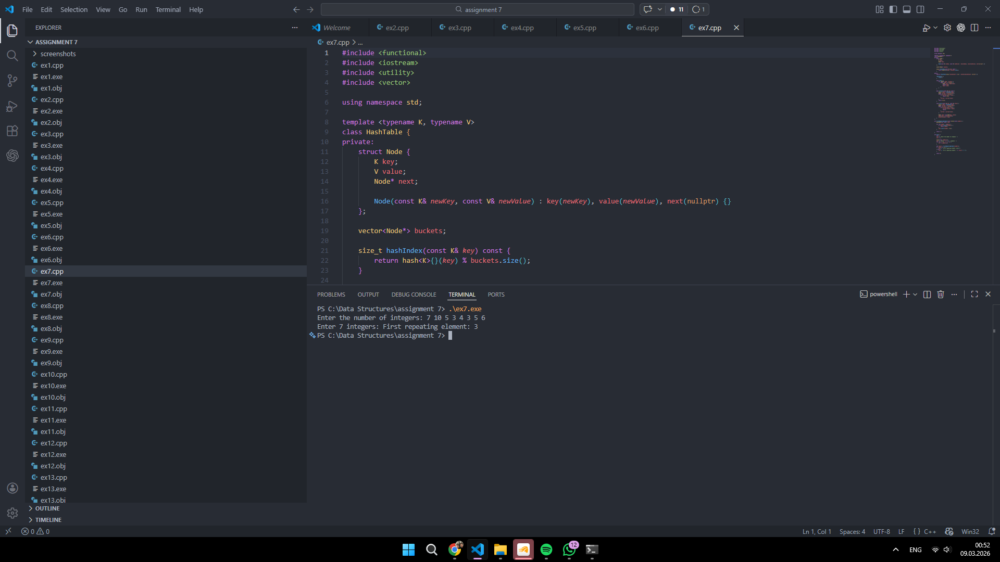 File Edit Selection View Go Run Terminal Help
assignment 7
11
1
EXPLORER
ASSIGNMENT 7
screenshots
ex1.cpp
ex1.exe
ex1.obj
ex2.cpp
ex2.exe
ex2.obj
ex3.cpp
ex3.exe
ex3.obj
ex4.cpp
ex4.exe
ex4.obj
ex5.cpp
ex5.exe
ex5.obj
ex6.cpp
ex6.exe
ex6.obj
ex7.cpp
ex7.exe
ex7.obj
ex8.cpp
ex8.exe
ex8.obj
ex9.cpp
ex9.exe
ex9.obj
ex10.cpp
ex10.exe
ex10.obj
ex11.cpp
ex11.exe
ex11.obj
ex12.cpp
ex12.exe
ex12.obj
ex13.cpp
ex13.exe
ex13.obj
OUTLINE
TIMELINE
Welcome ex2.cpp ex3.cpp ex4.cpp ex5.cpp ex6.cpp ex7.cpp
ex7.cpp > ...
1 #include <functional>
2 #include <iostream>
3 #include <utility>
4 #include <vector>
5
6 using namespace std;
7
8 template <typename K, typename V>
9 class HashTable {
10 private:
11     struct Node {
12         K key;
13         V value;
14         Node* next;
15
16         Node(const K& newKey, const V& newValue) : key(newKey), value(newValue), next(nullptr) {}
17     };
18
19     vector<Node*> buckets;
20
21     size_t hashIndex(const K& key) const {
22         return hash<K>{}(key) % buckets.size();
23     }
24
PROBLEMS OUTPUT DEBUG CONSOLE TERMINAL PORTS
powershell
PS C:\Data Structures\assignment 7> .\ex7.exe
Enter the number of integers: 7 10 5 3 4 3 5 6
Enter 7 integers: First repeating element: 3
PS C:\Data Structures\assignment 7>
0 0
Ln 1, Col 1 Spaces: 4 UTF-8 LF { } C++ Win32
12
ENG
00:52
09.03.2026